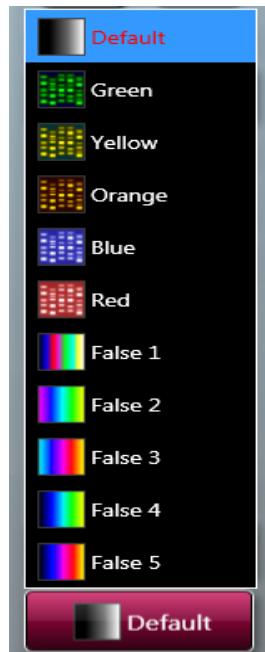 Default
Green
Yellow
Orange
Blue
Red
False 1
False 2
False 3
False 4
False 5
Default